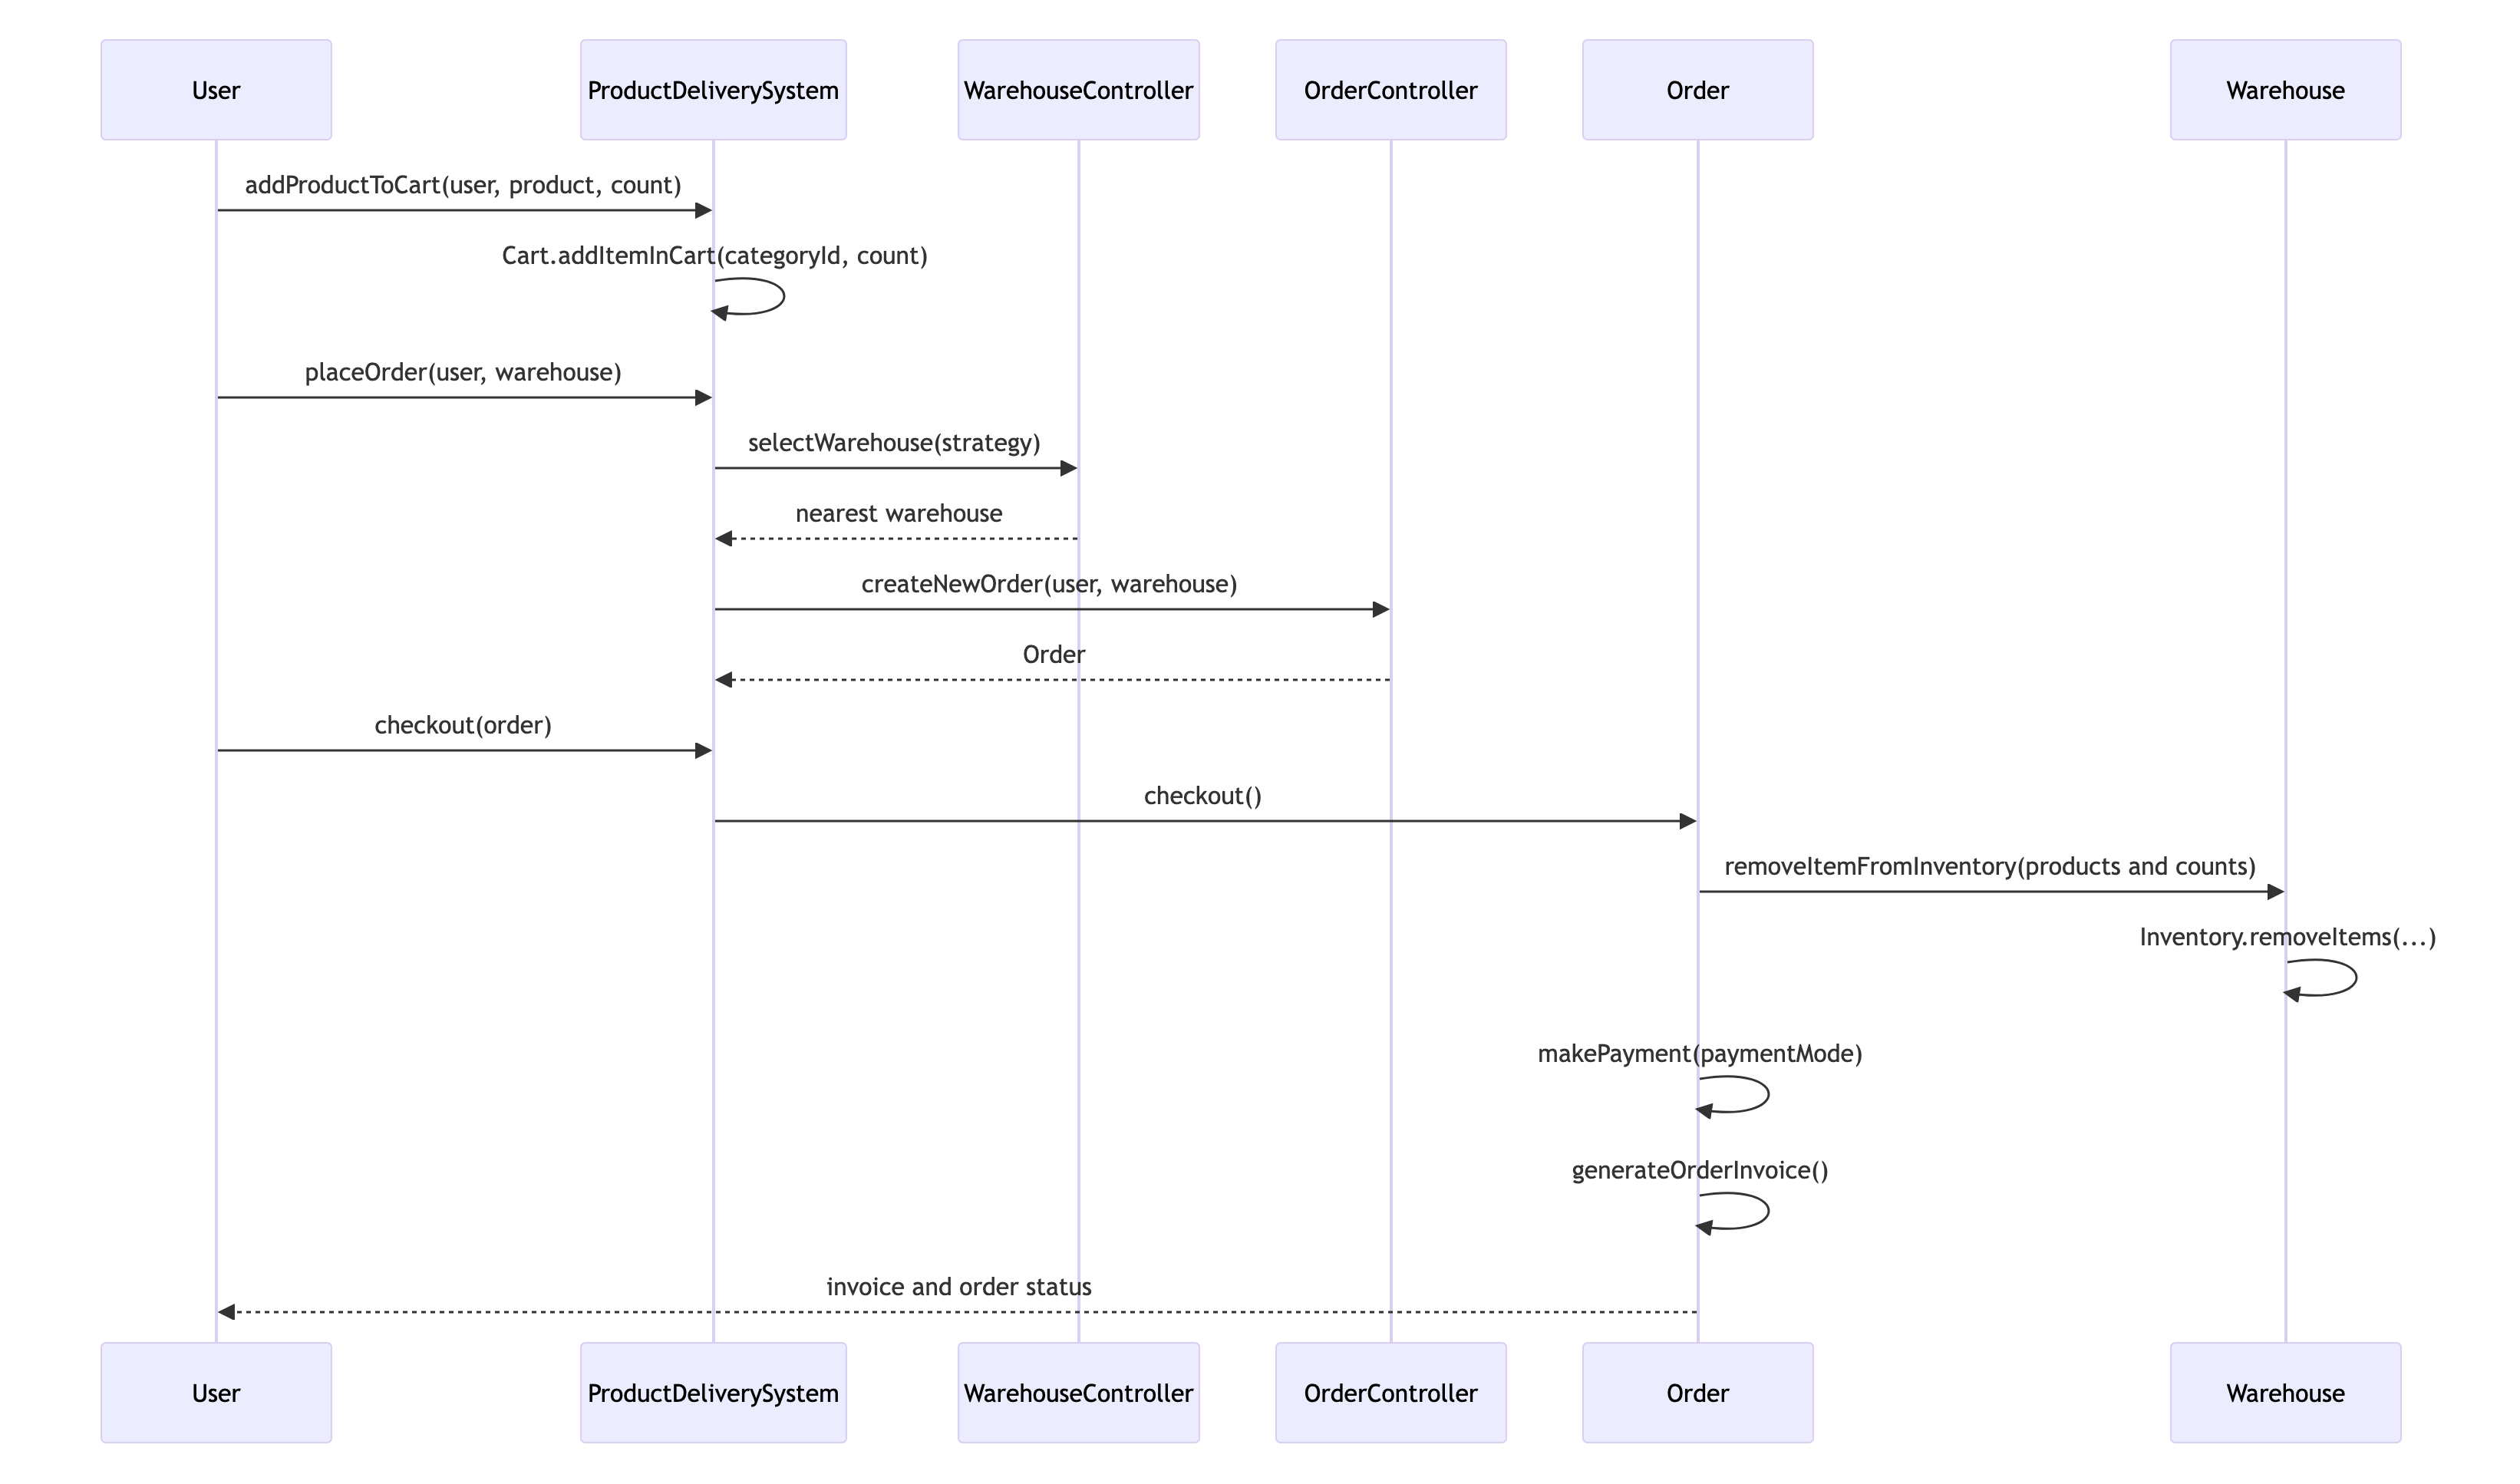 User
ProductDeliverySystem
WarehouseController
OrderController
Order
Warehouse
addProductToCart(user, product, count)
Cart.addItemInCart(categoryId, count)
placeOrder(user, warehouse)
selectWarehouse(strategy)
nearest warehouse
createNewOrder(user, warehouse)
Order
checkout(order)
checkout()
removeItemFromInventory(products and counts)
Inventory.removeItems(...)
makePayment(paymentMode)
generateOrderInvoice()
invoice and order status
User
ProductDeliverySystem
WarehouseController
OrderController
Order
Warehouse